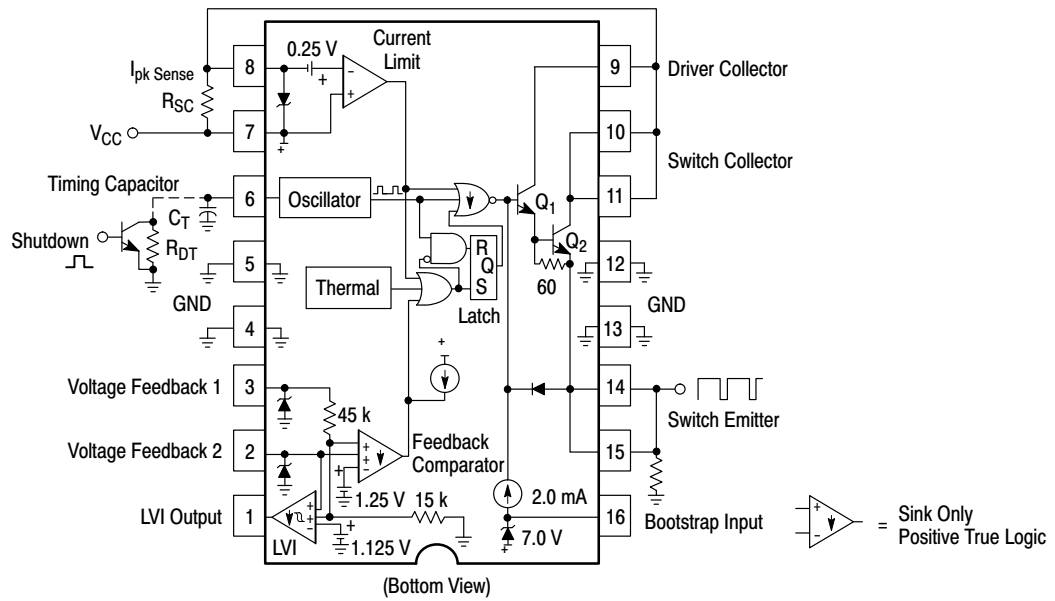 0.25 V
Current
Limit
8
9
Driver Collector
Ipk Sense
RSC
+
−
+
7
10
VCC
+
Switch Collector
Timing Capacitor
6
Oscillator
11
Q1
CT
Shutdown
RDT
R
Q
S
Latch
Q2
60
5
12
Thermal
GND
GND
4
13
+
Voltage Feedback 1
3
14
Switch Emitter
45 k
Voltage Feedback 2
2
+
+
−
Feedback
Comparator
15
+
1.25 V
2.0 mA
LVI Output
1
+
+
−
15 k
16
Bootstrap Input
LVI
+
1.125 V
7.0 V
+
+
−
= Sink Only
Positive True Logic
(Bottom View)